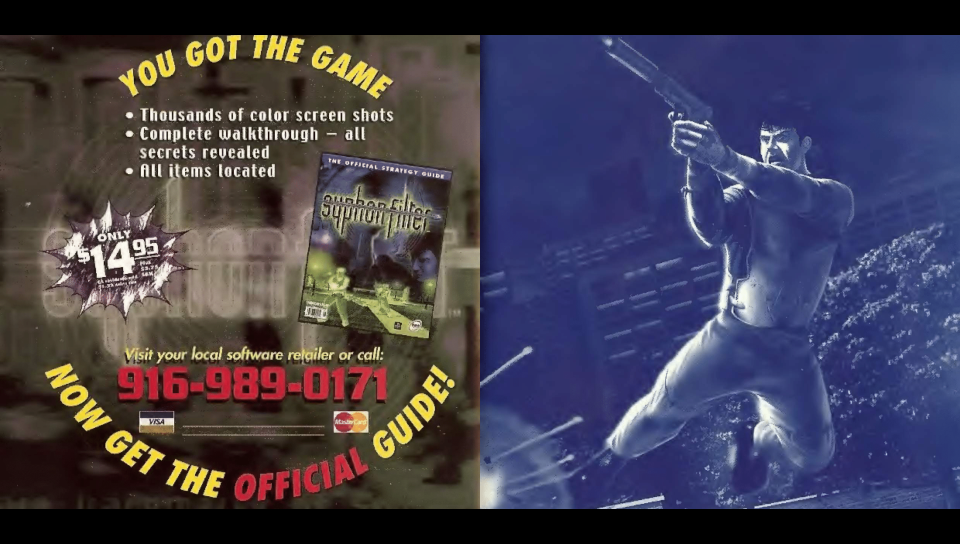 YOU GOT THE GAME
• Thousands of color screen shots
• Complete walkthrough – all
secrets revealed
• All items located
THE OFFICIAL STRATEGY GUIDE
syphon filter
ONLY
$14.95
Visit your local software retailer or call:
916-989-0171
VISA
MasterCard
NOW GET THE OFFICIAL GUIDE!